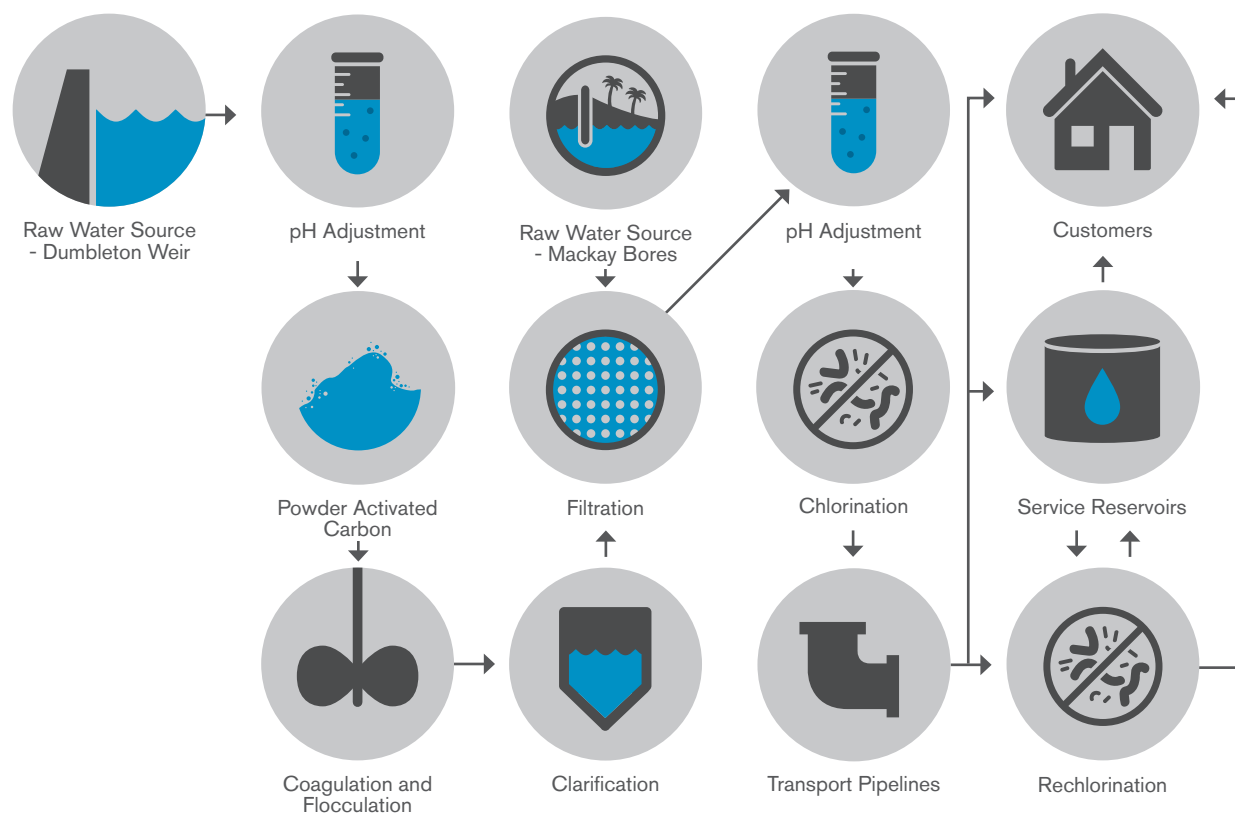 Raw Water Source
- Dumbleton Weir
pH Adjustment
Raw Water Source
- Mackay Bores
pH Adjustment
Customers
Powder Activated
Carbon
Filtration
Chlorination
Service Reservoirs
Coagulation and
Flocculation
Clarification
Transport Pipelines
Rechlorination